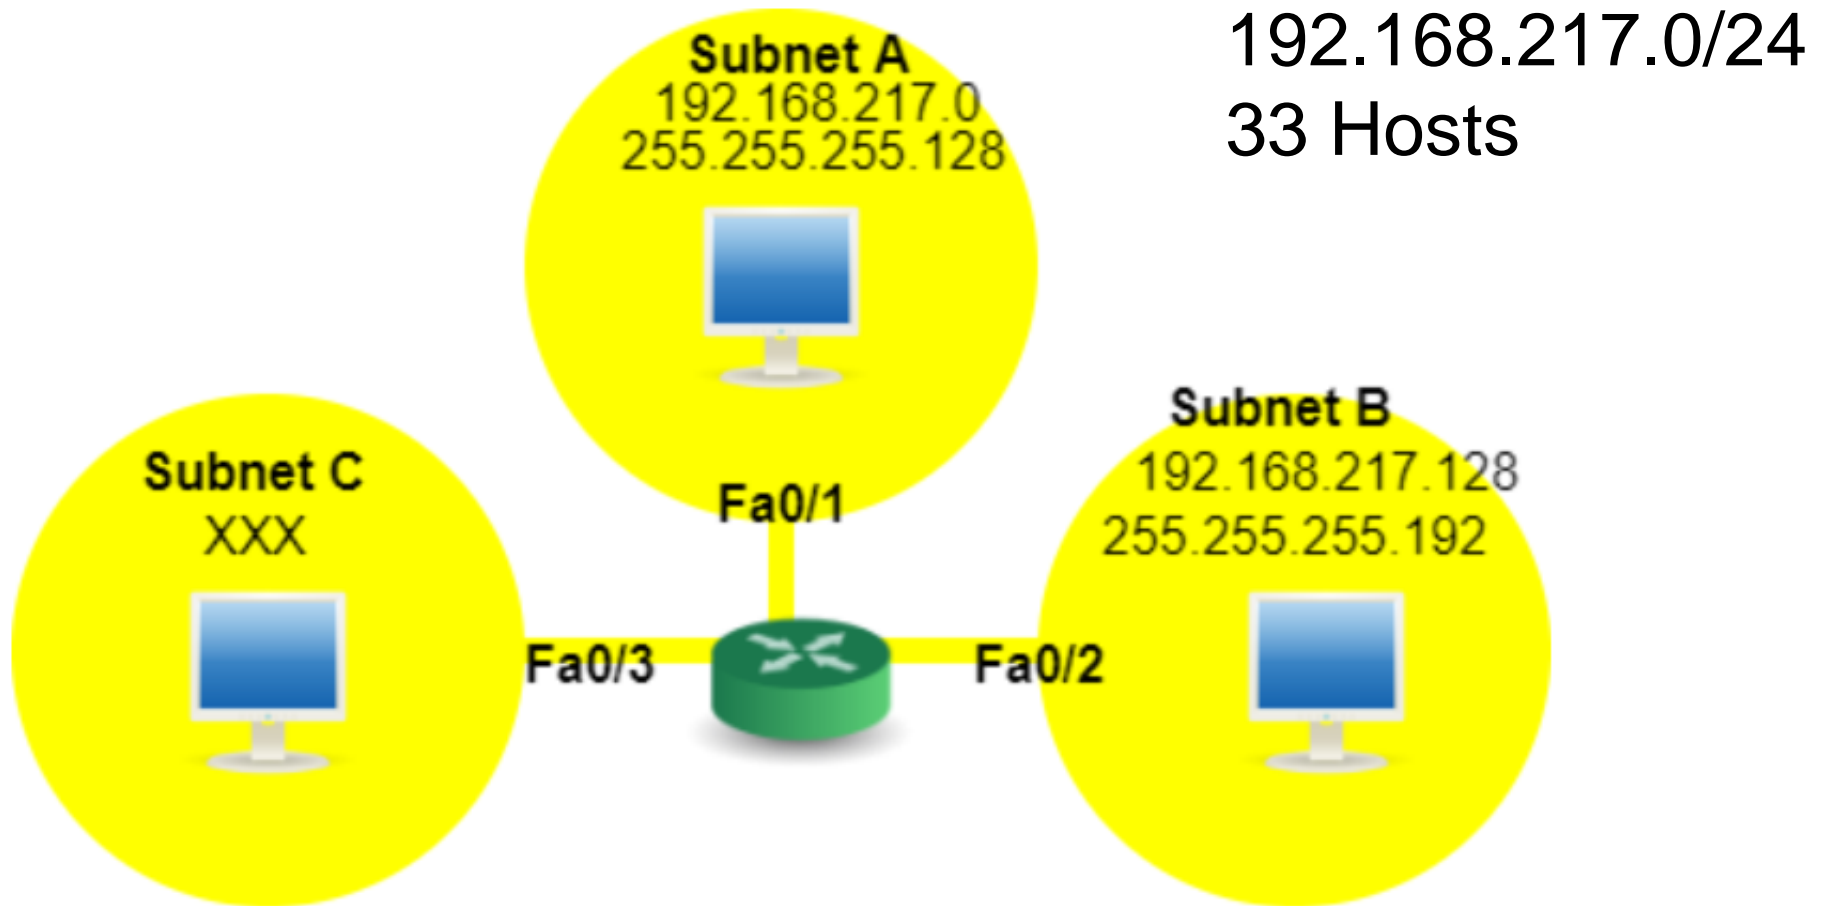 192.168.217.0/24
33 Hosts
Subnet A
192.168.217.0
255.255.255.128
Fa0/1
Subnet B
192.168.217.128
255.255.255.192
Subnet C
XXX
Fa0/3
Fa0/2